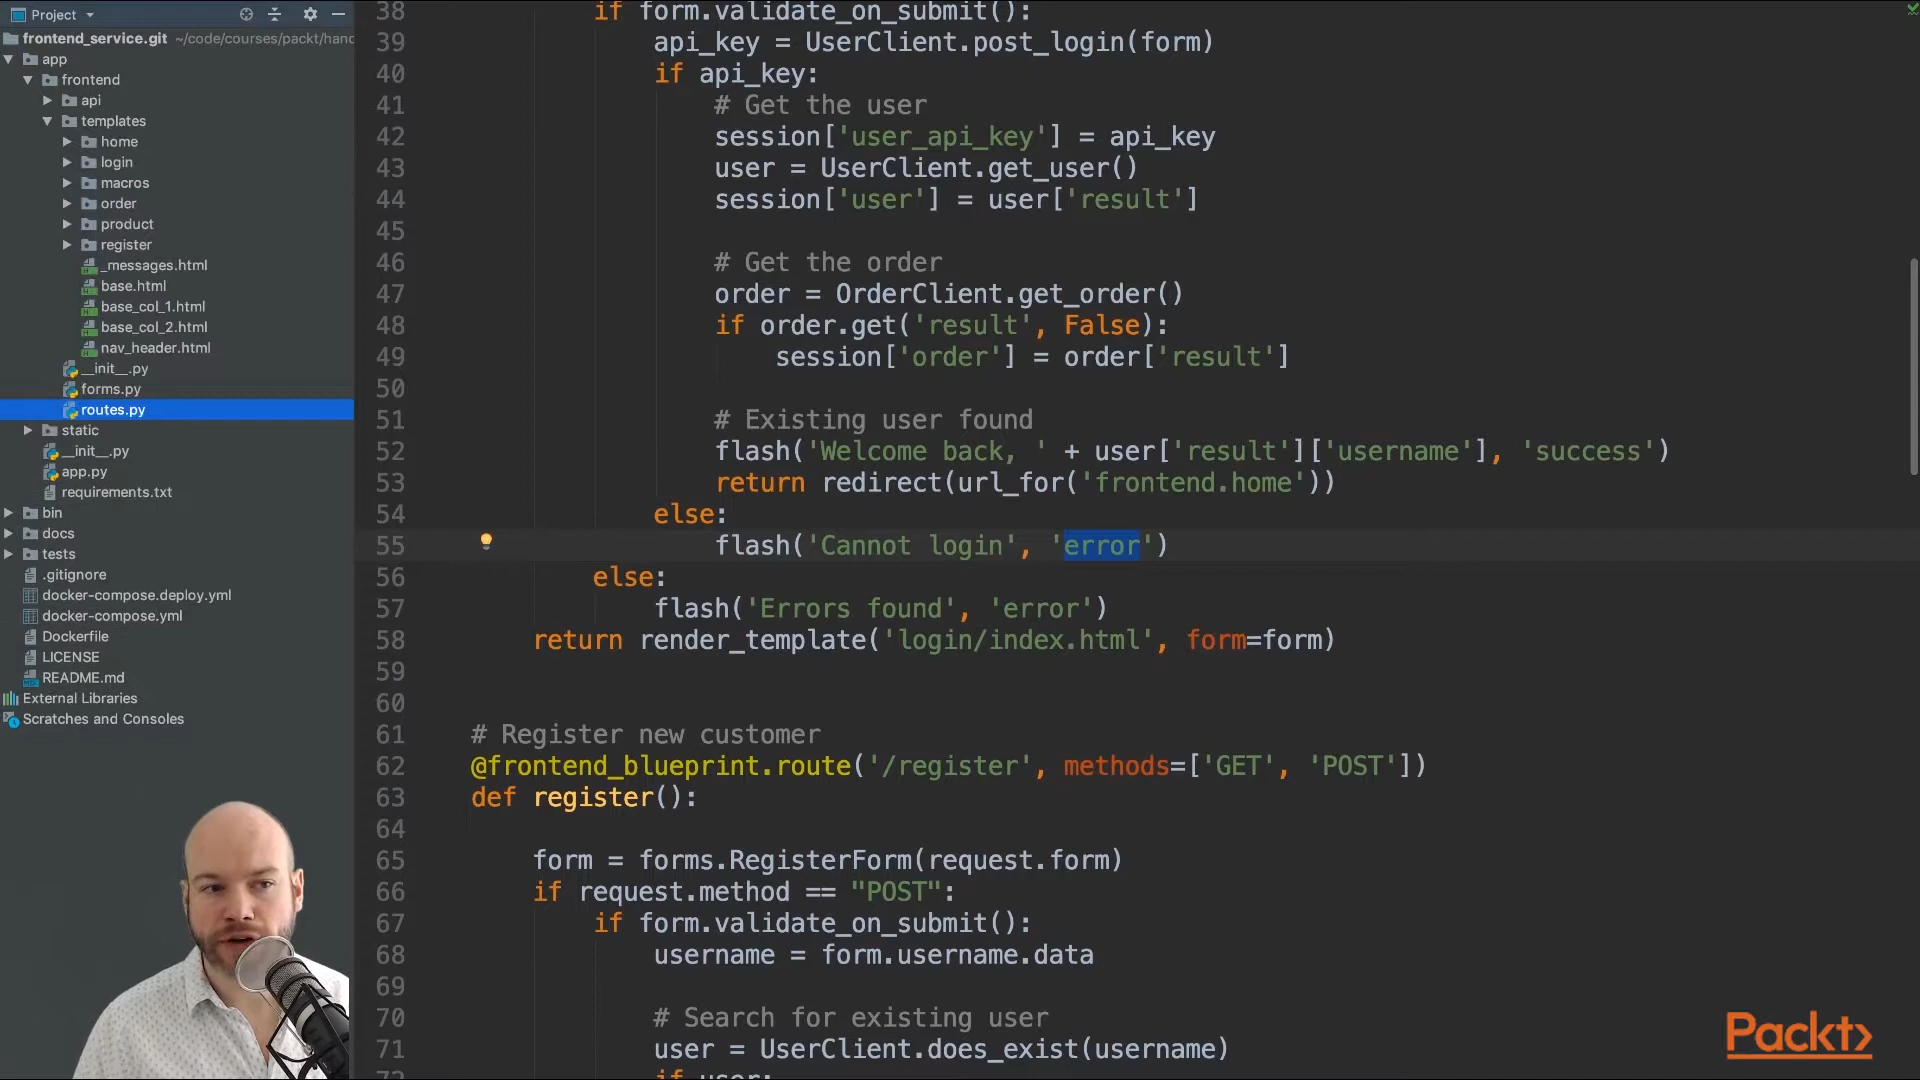 Project
frontend_service.git ~/code/courses/packt/hand
app
frontend
api
templates
home
login
macros
order
product
register
_messages.html
base.html
base_col_1.html
base_col_2.html
nav_header.html
__init__.py
forms.py
routes.py
static
__init__.py
app.py
requirements.txt
bin
docs
tests
.gitignore
docker-compose.deploy.yml
docker-compose.yml
Dockerfile
LICENSE
README.md
External Libraries
Scratches and Consoles
38 if form.validate_on_submit():
39 api_key = UserClient.post_login(form)
40 if api_key:
41 # Get the user
42 session['user_api_key'] = api_key
43 user = UserClient.get_user()
44 session['user'] = user['result']
45
46 # Get the order
47 order = OrderClient.get_order()
48 if order.get('result', False):
49 session['order'] = order['result']
50
51 # Existing user found
52 flash('Welcome back, ' + user['result']['username'], 'success')
53 return redirect(url_for('frontend.home'))
54 else:
55 flash('Cannot login', 'error')
56 else:
57 flash('Errors found', 'error')
58 return render_template('login/index.html', form=form)
59
60
61 # Register new customer
62 @frontend_blueprint.route('/register', methods=['GET', 'POST'])
63 def register():
64
65 form = forms.RegisterForm(request.form)
66 if request.method == "POST":
67 if form.validate_on_submit():
68 username = form.username.data
69
70 # Search for existing user
71 user = UserClient.does_exist(username)
72 if user:
Packt>